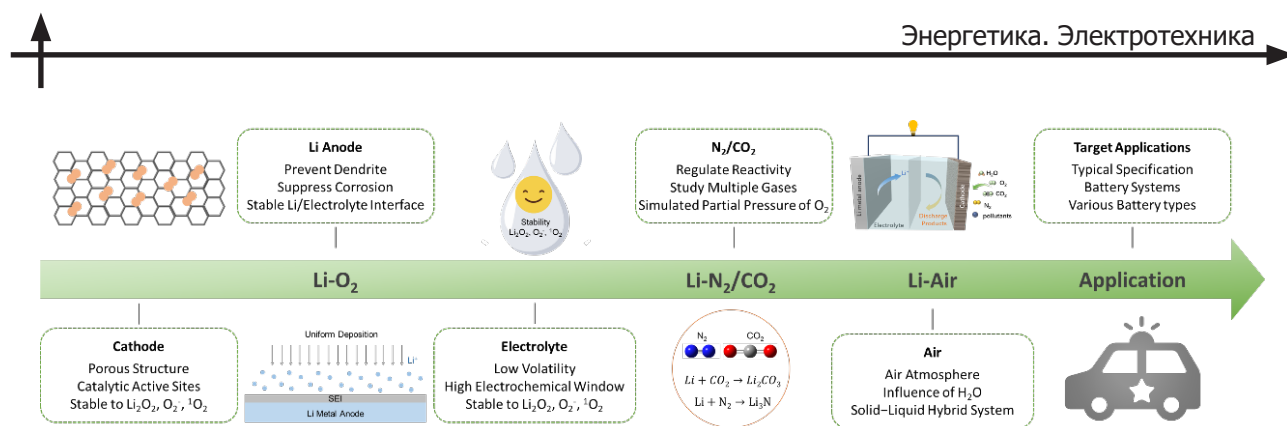 Энергетика. Электротехника
Li Anode
Prevent Dendrite
Suppress Corrosion
Stable Li/Electrolyte Interface
Stability
Li₂O₂, O₂⁻, ¹O₂
N₂/CO₂
Regulate Reactivity
Study Multiple Gases
Simulated Partial Pressure of O₂
Li metal anode
Li⁺
Electrolyte
Discharge
Products
Cathode
H₂O
O₂
CO₂
N₂
pollutants
Target Applications
Typical Specification
Battery Systems
Various Battery types
Li-O₂
Li-N₂/CO₂
Li-Air
Application
Cathode
Porous Structure
Catalytic Active Sites
Stable to Li₂O₂, O₂⁻, ¹O₂
Uniform Deposition
Li⁺
SEI
Li Metal Anode
Electrolyte
Low Volatility
High Electrochemical Window
Stable to Li₂O₂, O₂⁻, ¹O₂
N₂ CO₂
Li + CO₂ → Li₂CO₃
Li + N₂ → Li₃N
Air
Air Atmosphere
Influence of H₂O
Solid–Liquid Hybrid System